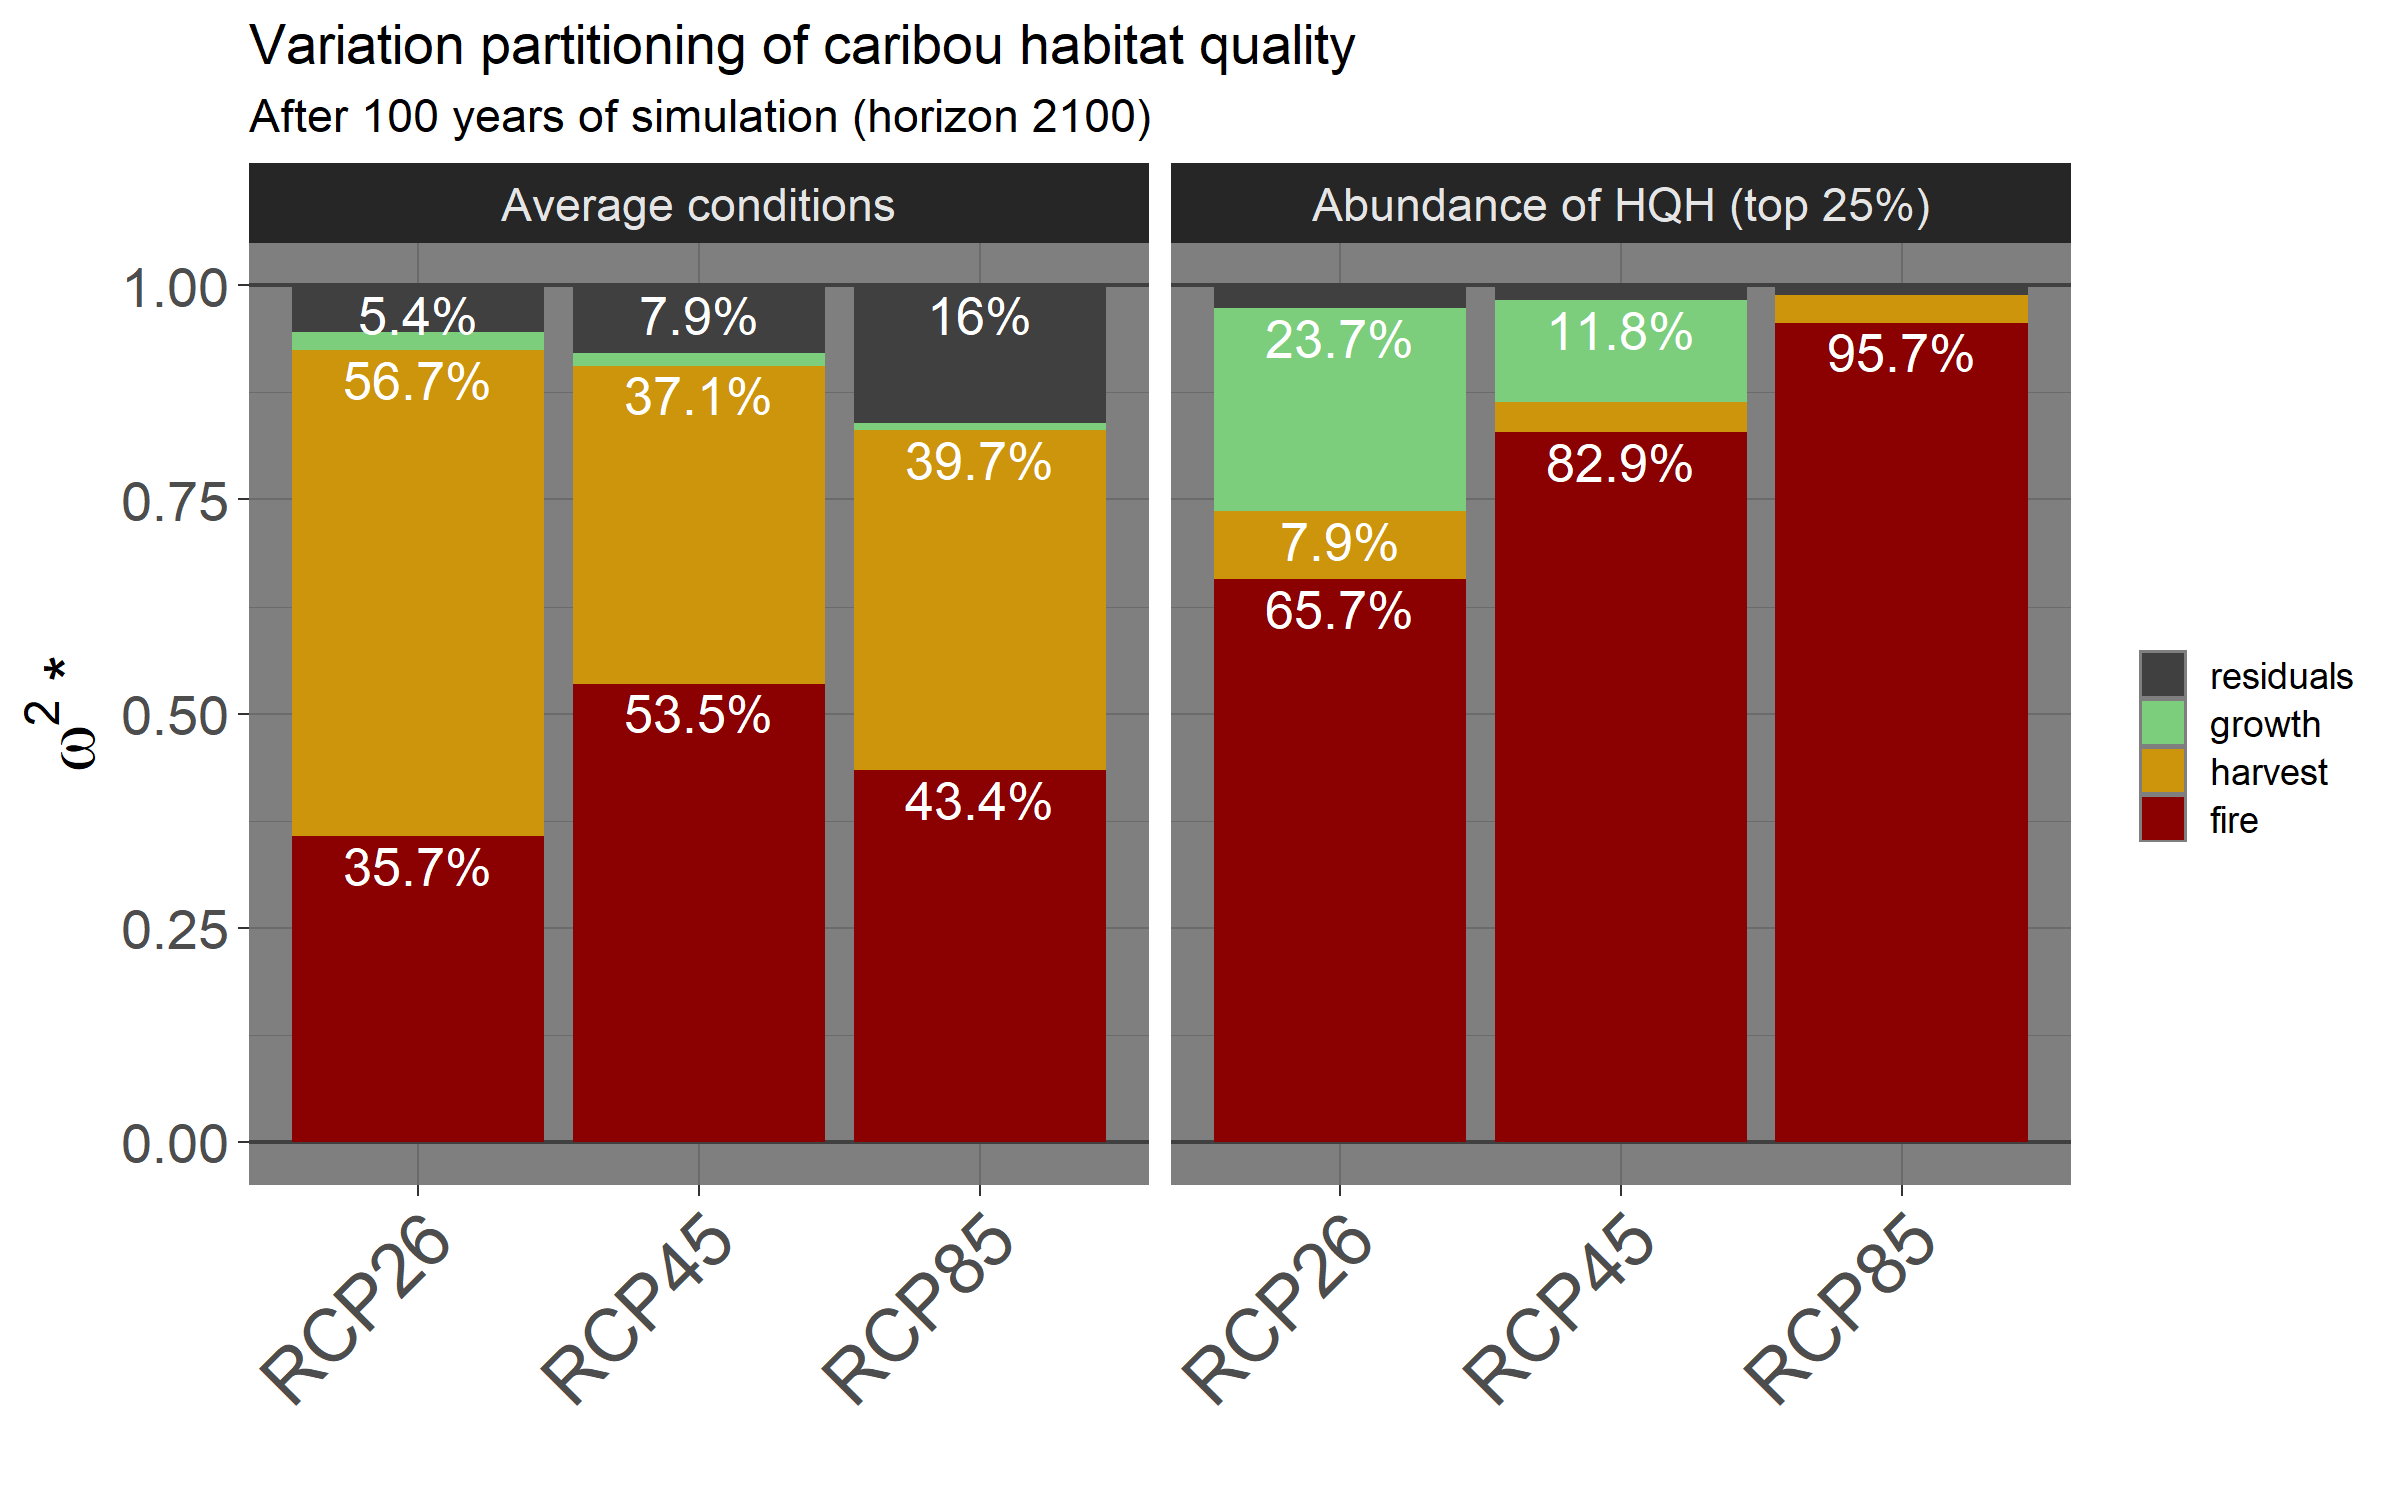 Variation partitioning of caribou habitat quality
After 100 years of simulation (horizon 2100)
Average conditions
Abundance of HQH (top 25%)
ω² *
1.00
0.75
0.50
0.25
0.00
5.4%
56.7%
35.7%
7.9%
37.1%
53.5%
16%
39.7%
43.4%
23.7%
7.9%
65.7%
11.8%
82.9%
95.7%
RCP26
RCP45
RCP85
RCP26
RCP45
RCP85
residuals
growth
harvest
fire